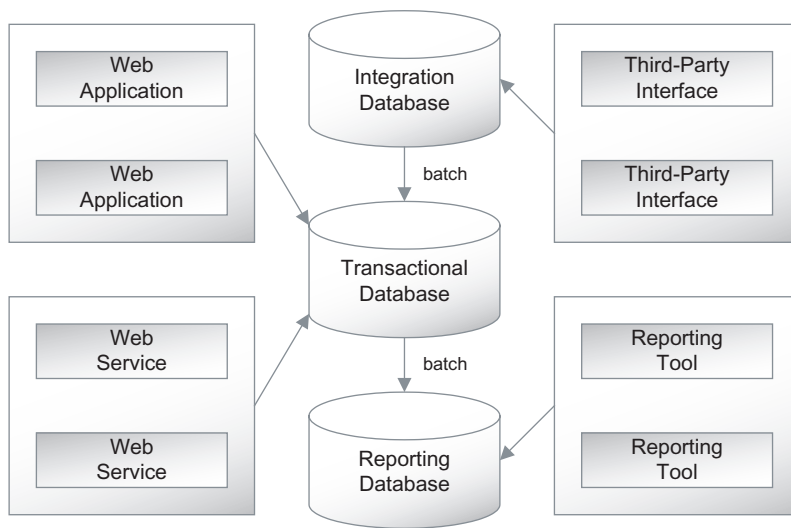 Web
Application
Web
Application
Integration
Database
Third-Party
Interface
Third-Party
Interface
batch
Transactional
Database
Web
Service
Web
Service
batch
Reporting
Database
Reporting
Tool
Reporting
Tool